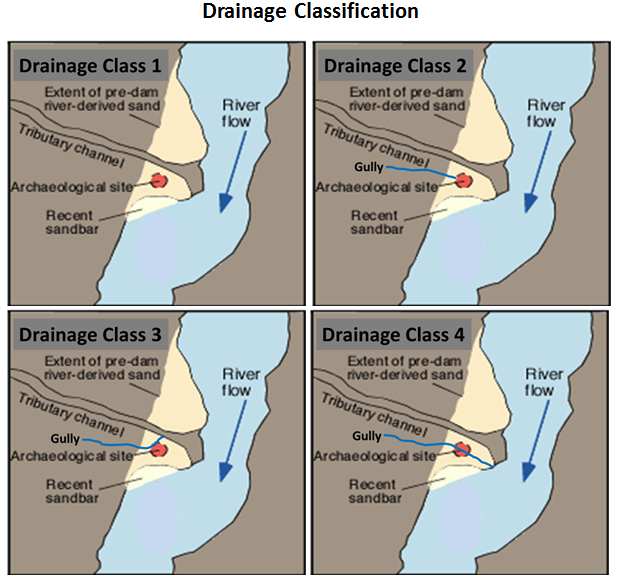 Drainage Classification
Drainage Class 1
Extent of pre-dam
river-derived sand
River
flow
Tributary channel
Archaeological site
Recent
sandbar
Drainage Class 2
Extent of pre-dam
river-derived sand
River
flow
Tributary channel
Gully
Archaeological site
Recent
sandbar
Drainage Class 3
Extent of pre-dam
river-derived sand
River
flow
Tributary channel
Gully
Archaeological site
Recent
sandbar
Drainage Class 4
Extent of pre-dam
river-derived sand
River
flow
Tributary channel
Gully
Archaeological site
Recent
sandbar